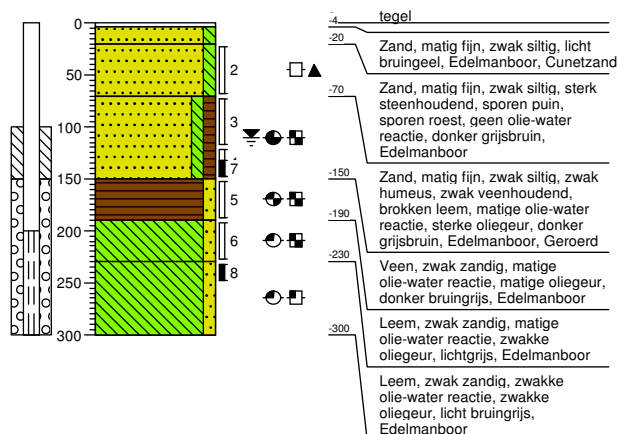 0
50
100
150
200
250
300
2
3
7
5
6
8
-4
-20
-70
-150
-190
-230
-300
tegel
Zand, matig fijn, zwak siltig, licht
bruingeel, Edelmanboor, Cunetzand
Zand, matig fijn, zwak siltig, sterk
steenhoudend, sporen puin,
sporen roest, geen olie-water
reactie, donker grijsbruin,
Edelmanboor
Zand, matig fijn, zwak siltig, zwak
humeus, zwak veenhoudend,
brokken leem, matige olie-water
reactie, sterke oliegeur, donker
grijsbruin, Edelmanboor, Geroerd
Veen, zwak zandig, matige
olie-water reactie, matige oliegeur,
donker bruingrijs, Edelmanboor
Leem, zwak zandig, matige
olie-water reactie, zwakke
oliegeur, lichtgrijs, Edelmanboor
Leem, zwak zandig, zwakke
olie-water reactie, zwakke
oliegeur, licht bruingrijs,
Edelmanboor